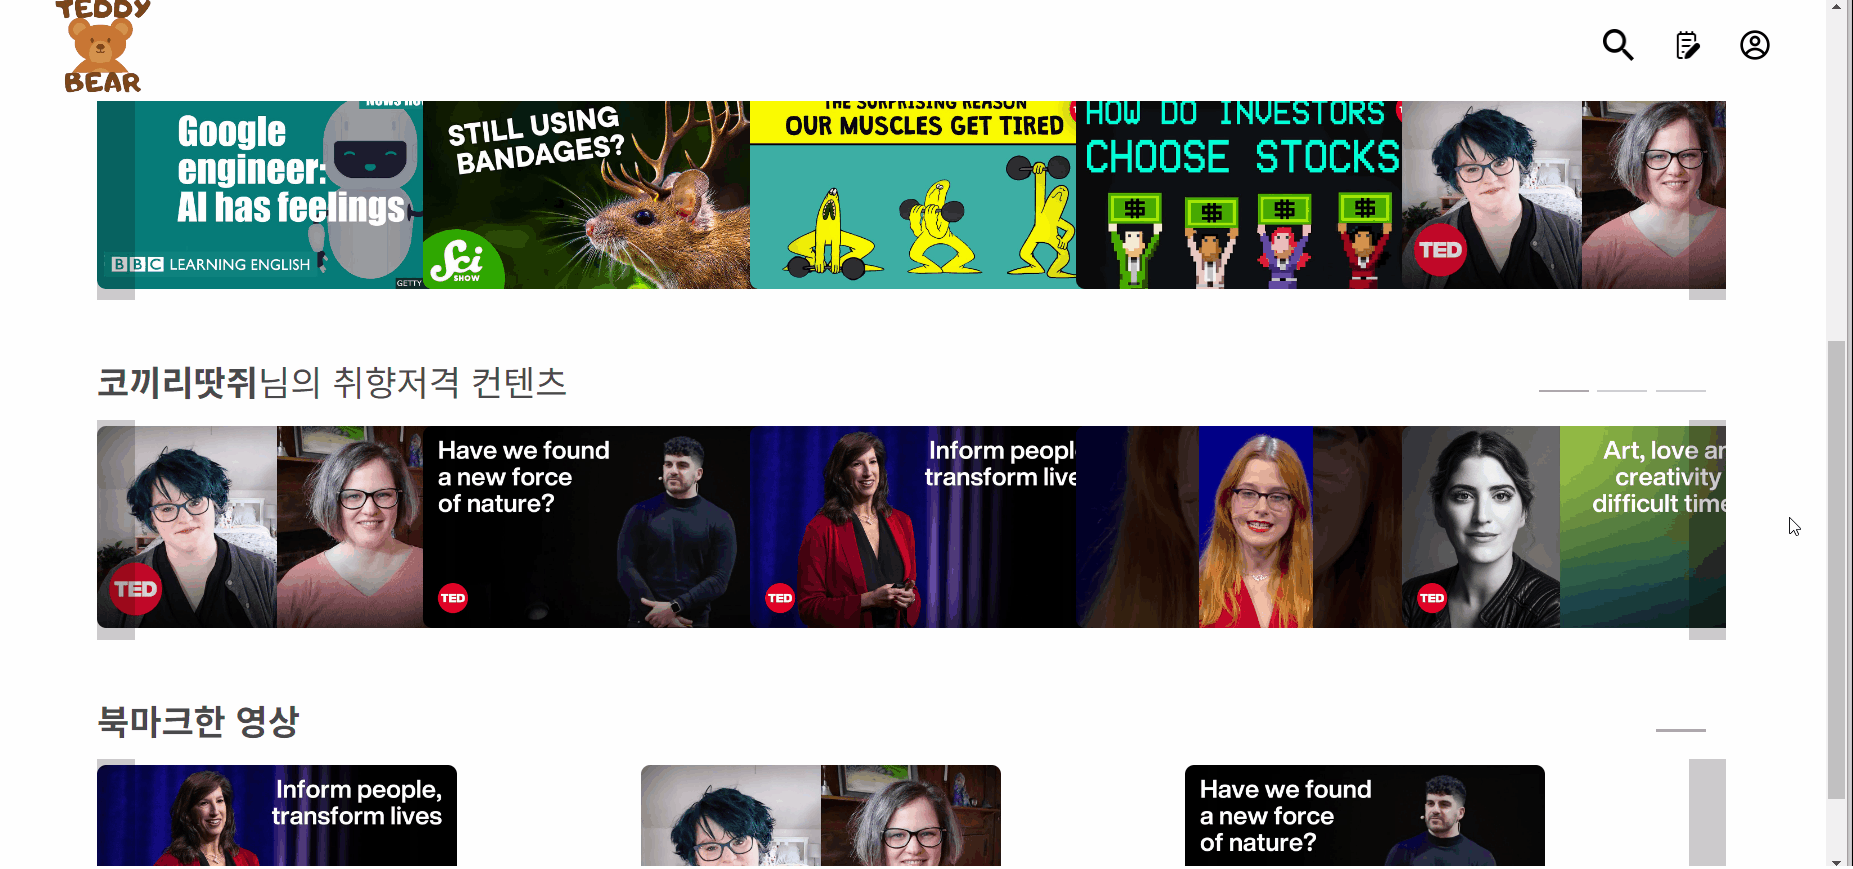 TEDDY
BEAR
Google
engineer:
AI has feelings
BBC LEARNING ENGLISH
GETTY
STILL USING
BANDAGES?
Sci
SHOW
THE SURPRISING REASON
OUR MUSCLES GET TIRED
HOW DO INVESTORS
CHOOSE STOCKS
TED
코끼리땃쥐님의 취향저격 컨텐츠
TED
Have we found
a new force
of nature?
TED
Inform peopl
transform live
TED
TED
Art, love an
creativity
difficult time
북마크한 영상
Inform people,
transform lives
Have we found
a new force
of nature?